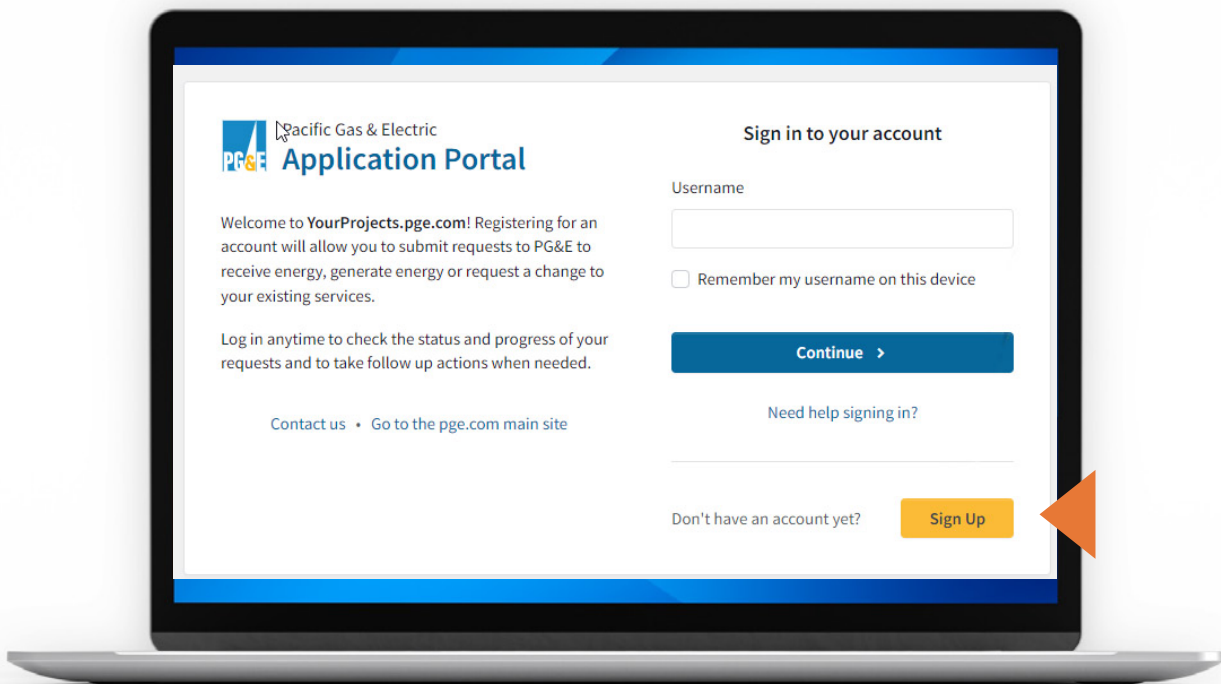 PG&E
Pacific Gas & Electric
Application Portal
Welcome to YourProjects.pge.com! Registering for an
account will allow you to submit requests to PG&E to
receive energy, generate energy or request a change to
your existing services.
Log in anytime to check the status and progress of your
requests and to take follow up actions when needed.
Contact us • Go to the pge.com main site
Sign in to your account
Username
Remember my username on this device
Continue >
Need help signing in?
Don't have an account yet?
Sign Up